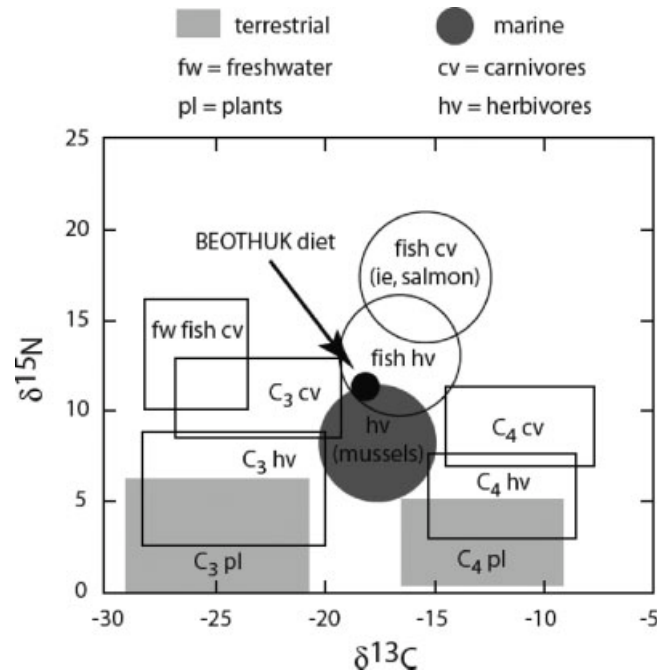 terrestrial
marine
fw = freshwater
cv = carnivores
pl = plants
hv = herbivores
25
20
15
10
5
0
δ15N
BEOTHUK diet
fish cv
(ie, salmon)
fw fish cv
fish hv
C3 cv
hv
(mussels)
C4 cv
C3 hv
C4 hv
C3 pl
C4 pl
-30
-25
-20
-15
-10
-5
δ13C